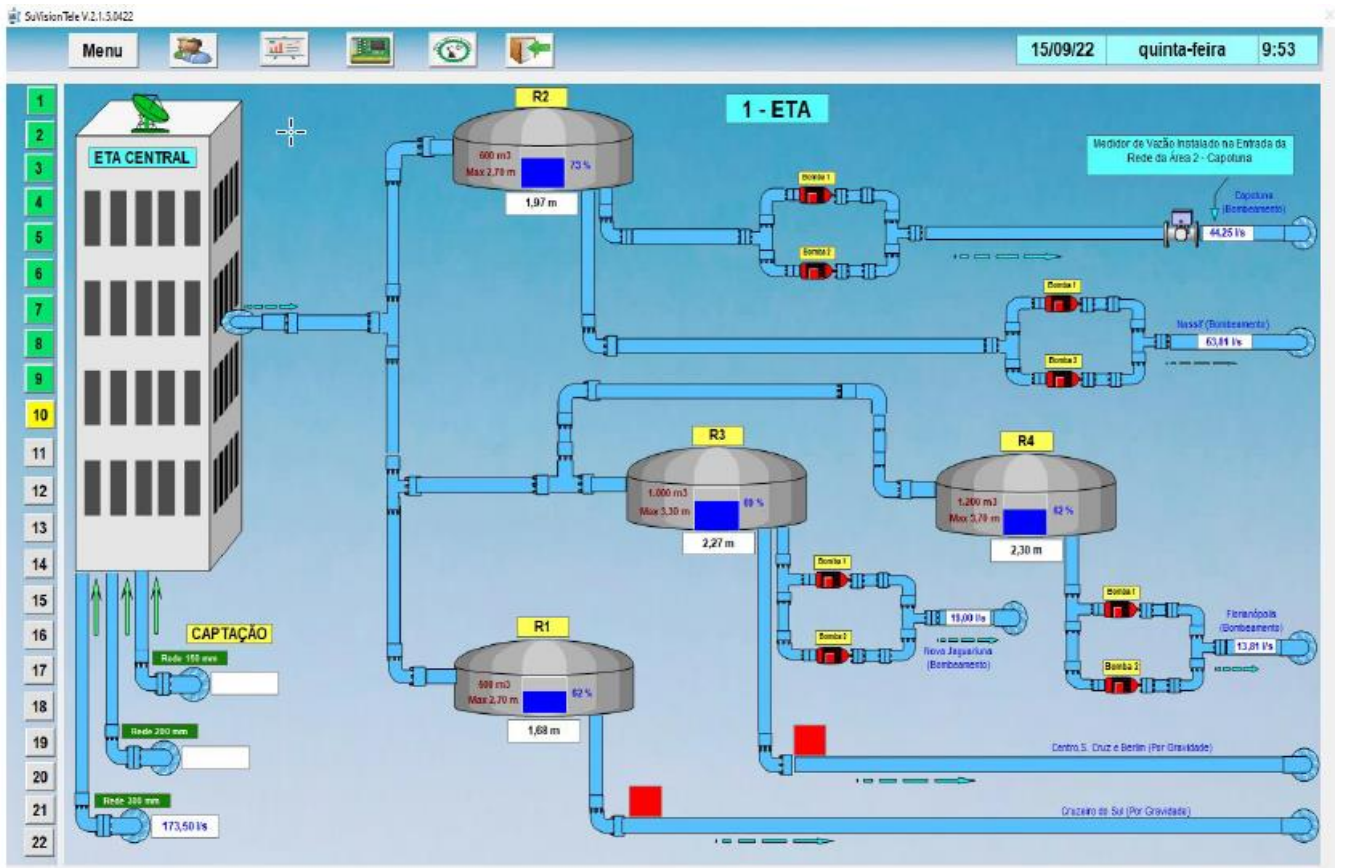 SuVisionTele V.2.1.5.0422
Menu
15/09/22
quinta-feira
9:53
1
2
3
4
5
6
7
8
9
10
11
12
13
14
15
16
17
18
19
20
21
22
ETA CENTRAL
1 - ETA
R2
Max 2,70 m
73 %
1,97 m
Bomba 1
Bomba 2
Medidor de Vazão Instalado na Entrada da
Rede da Área 2 - Capotuna
Capotuna
(Bombeamento)
44,25 l/s
Bomba 1
Bomba 2
Nassif (Bombeamento)
63,81 l/s
R3
1.000 m3
Max 3,30 m
69 %
2,27 m
Bomba 1
Bomba 2
Nova Jaguariuna
(Bombeamento)
R4
1.200 m3
Max 3,70 m
62 %
2,30 m
Bomba 1
Bomba 2
Florianópolis
(Bombeamento)
13,81 l/s
R1
Max 2,70 m
62 %
1,68 m
CAPTAÇÃO
Rede 150 mm
Rede 200 mm
Rede 300 mm
173,50 l/s
Centro,S. Cruz e Berlim (Por Gravidade)
Cruzeiro do Sul (Por Gravidade)